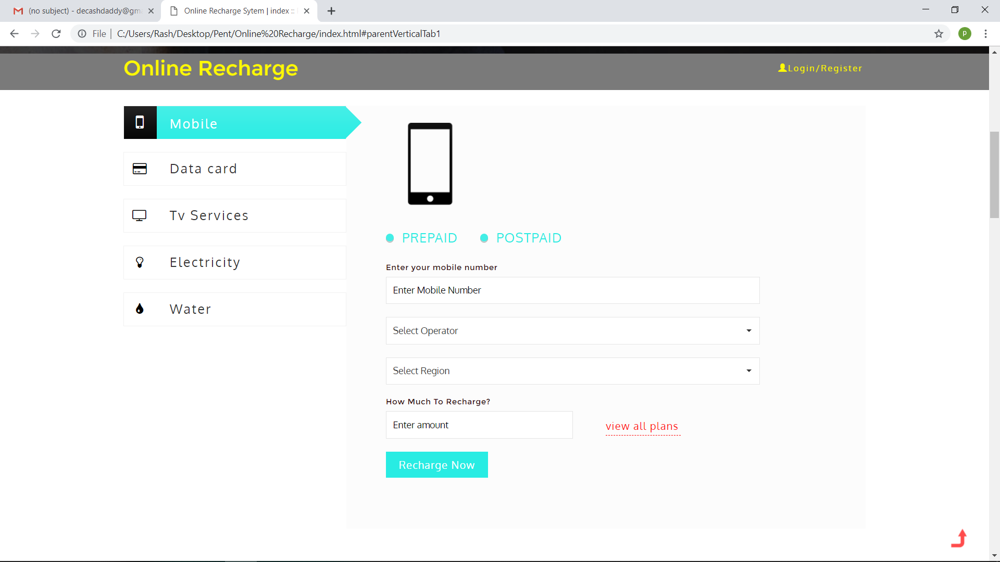 (no subject) - decashdaddy@gm
Online Recharge Sytem | index ::
File
C:/Users/Rash/Desktop/Pent/Online%20Recharge/index.html#parentVerticalTab1
P
Online Recharge
Login/Register
Mobile
Data card
Tv Services
Electricity
Water
PREPAID POSTPAID
Enter your mobile number
Enter Mobile Number
Select Operator
Select Region
How Much To Recharge?
Enter amount
view all plans
Recharge Now